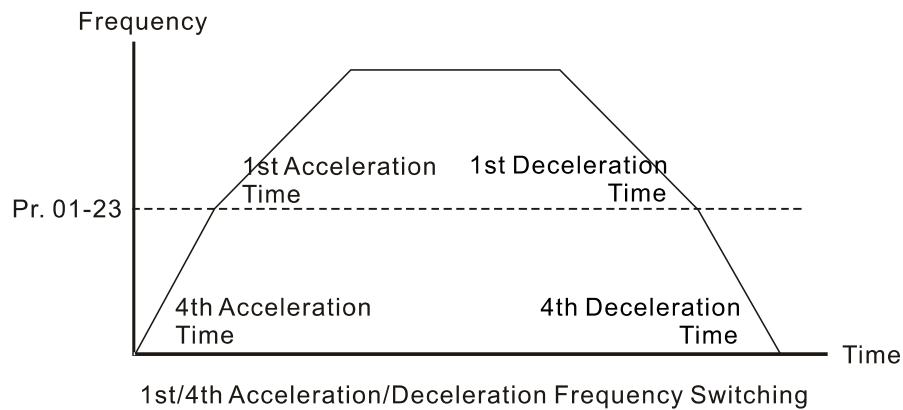 Frequency
1st Acceleration
Time
1st Deceleration
Time
Pr. 01-23
4th Acceleration
Time
4th Deceleration
Time
Time
1st/4th Acceleration/Deceleration Frequency Switching